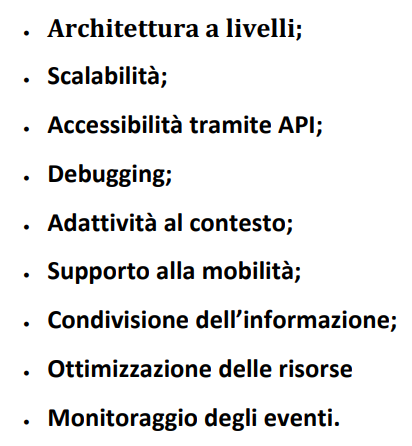 • Architettura a livelli;
• Scalabilità;
• Accessibilità tramite API;
• Debugging;
• Adattività al contesto;
• Supporto alla mobilità;
• Condivisione dell’informazione;
• Ottimizzazione delle risorse
• Monitoraggio degli eventi.